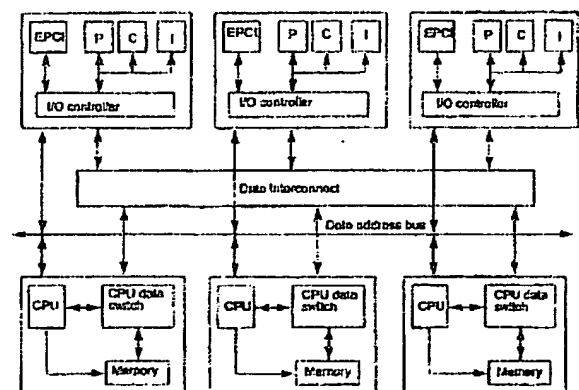 EPCI P C I EPCI P C I EPCI P C I
I/O controller I/O controller I/O controller
Data Interconnect
Data address bus
CPU CPU data switch CPU CPU data switch CPU CPU data switch
Memory Memory Memory